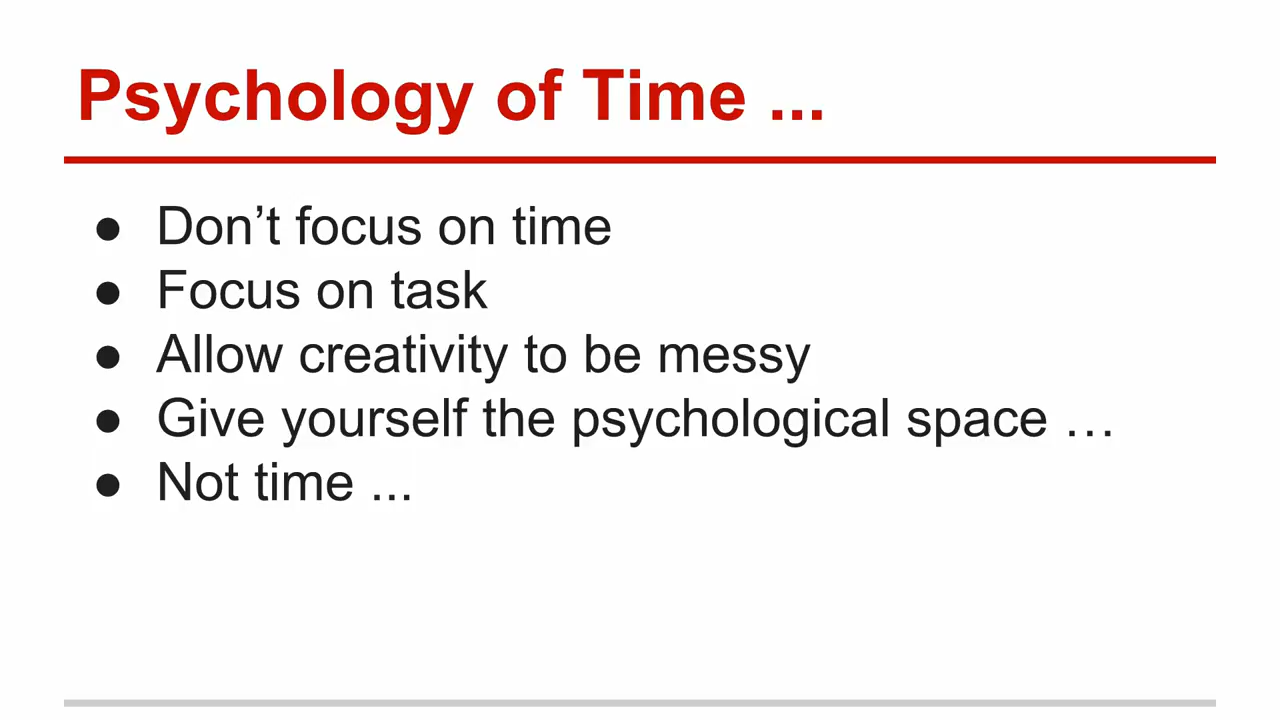 Psychology of Time ...
● Don’t focus on time
● Focus on task
● Allow creativity to be messy
● Give yourself the psychological space …
● Not time ...